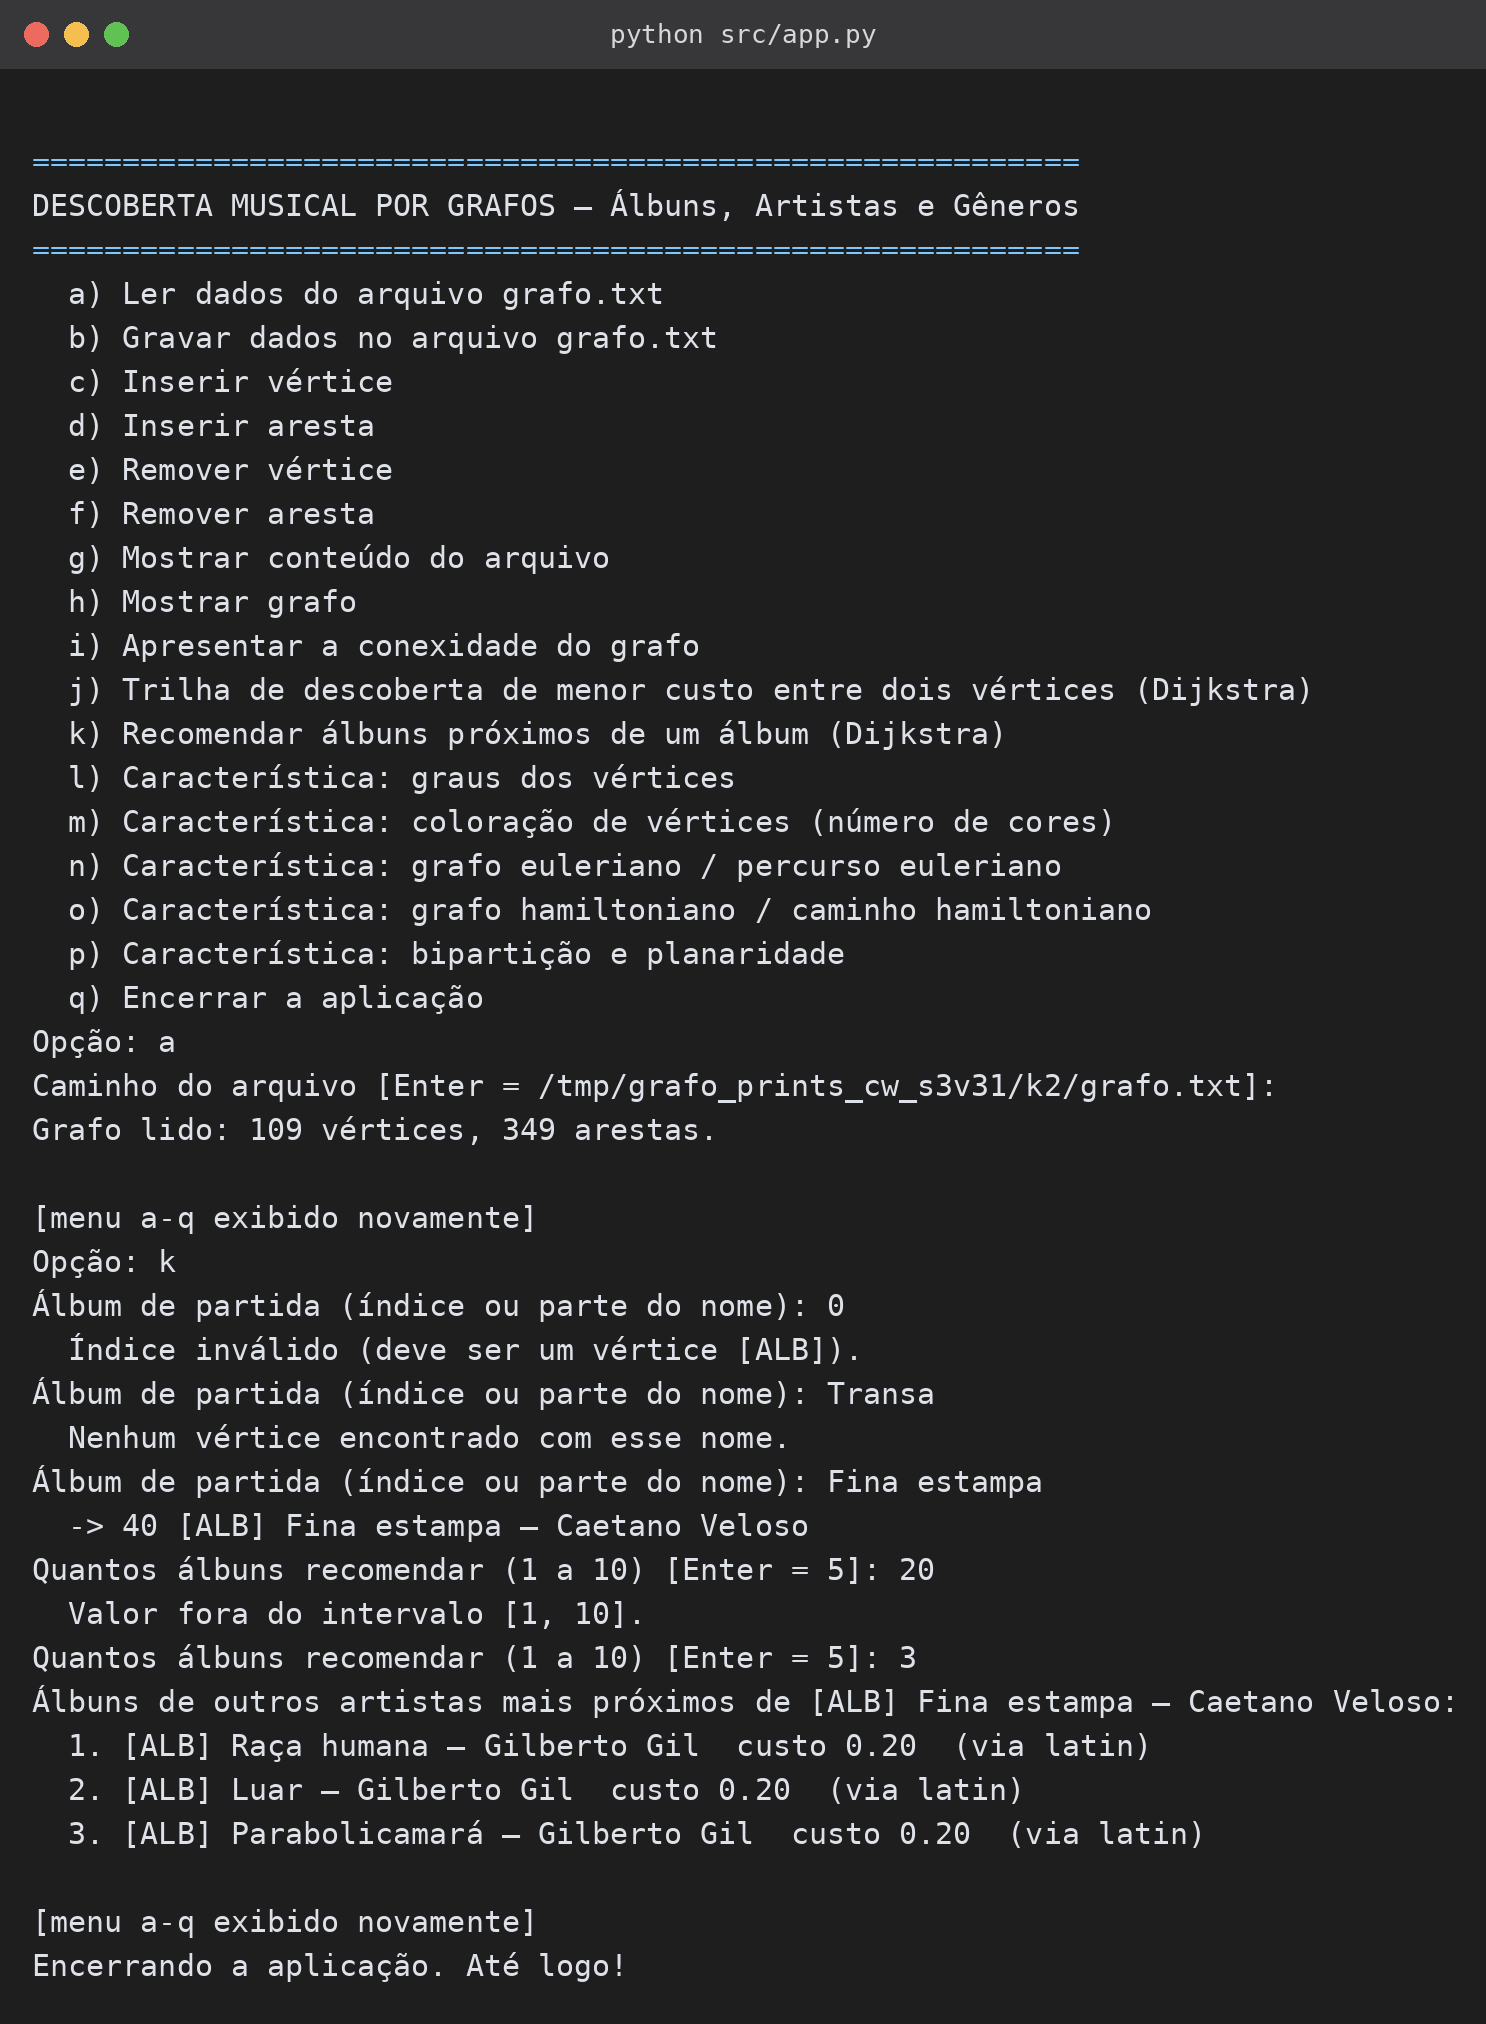 python src/app.py
==========================================================
DESCOBERTA MUSICAL POR GRAFOS — Álbuns, Artistas e Gêneros
==========================================================
  a) Ler dados do arquivo grafo.txt
  b) Gravar dados no arquivo grafo.txt
  c) Inserir vértice
  d) Inserir aresta
  e) Remover vértice
  f) Remover aresta
  g) Mostrar conteúdo do arquivo
  h) Mostrar grafo
  i) Apresentar a conexidade do grafo
  j) Trilha de descoberta de menor custo entre dois vértices (Dijkstra)
  k) Recomendar álbuns próximos de um álbum (Dijkstra)
  l) Característica: graus dos vértices
  m) Característica: coloração de vértices (número de cores)
  n) Característica: grafo euleriano / percurso euleriano
  o) Característica: grafo hamiltoniano / caminho hamiltoniano
  p) Característica: bipartição e planaridade
  q) Encerrar a aplicação
Opção: a
Caminho do arquivo [Enter = /tmp/grafo_prints_cw_s3v31/k2/grafo.txt]:
Grafo lido: 109 vértices, 349 arestas.

[menu a-q exibido novamente]
Opção: k
Álbum de partida (índice ou parte do nome): 0
  Índice inválido (deve ser um vértice [ALB]).
Álbum de partida (índice ou parte do nome): Transa
  Nenhum vértice encontrado com esse nome.
Álbum de partida (índice ou parte do nome): Fina estampa
  -> 40 [ALB] Fina estampa — Caetano Veloso
Quantos álbuns recomendar (1 a 10) [Enter = 5]: 20
  Valor fora do intervalo [1, 10].
Quantos álbuns recomendar (1 a 10) [Enter = 5]: 3
Álbuns de outros artistas mais próximos de [ALB] Fina estampa — Caetano Veloso:
  1. [ALB] Raça humana — Gilberto Gil  custo 0.20  (via latin)
  2. [ALB] Luar — Gilberto Gil  custo 0.20  (via latin)
  3. [ALB] Parabolicamará — Gilberto Gil  custo 0.20  (via latin)

[menu a-q exibido novamente]
Encerrando a aplicação. Até logo!